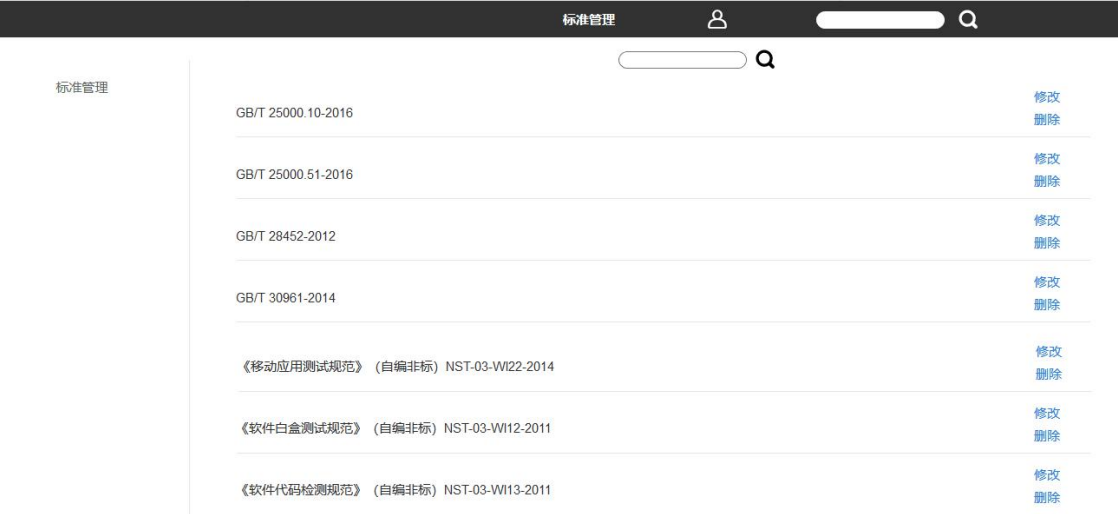 标准管理
标准管理
修改
GB/T 25000.10-2016
删除
修改
GB/T 25000.51-2016
删除
修改
GB/T 28452-2012
删除
修改
GB/T 30961-2014
删除
修改
《移动应用测试规范》（自编非标）NST-03-WI22-2014
删除
修改
《软件白盒测试规范》（自编非标）NST-03-WI12-2011
删除
修改
《软件代码检测规范》（自编非标）NST-03-WI13-2011
删除